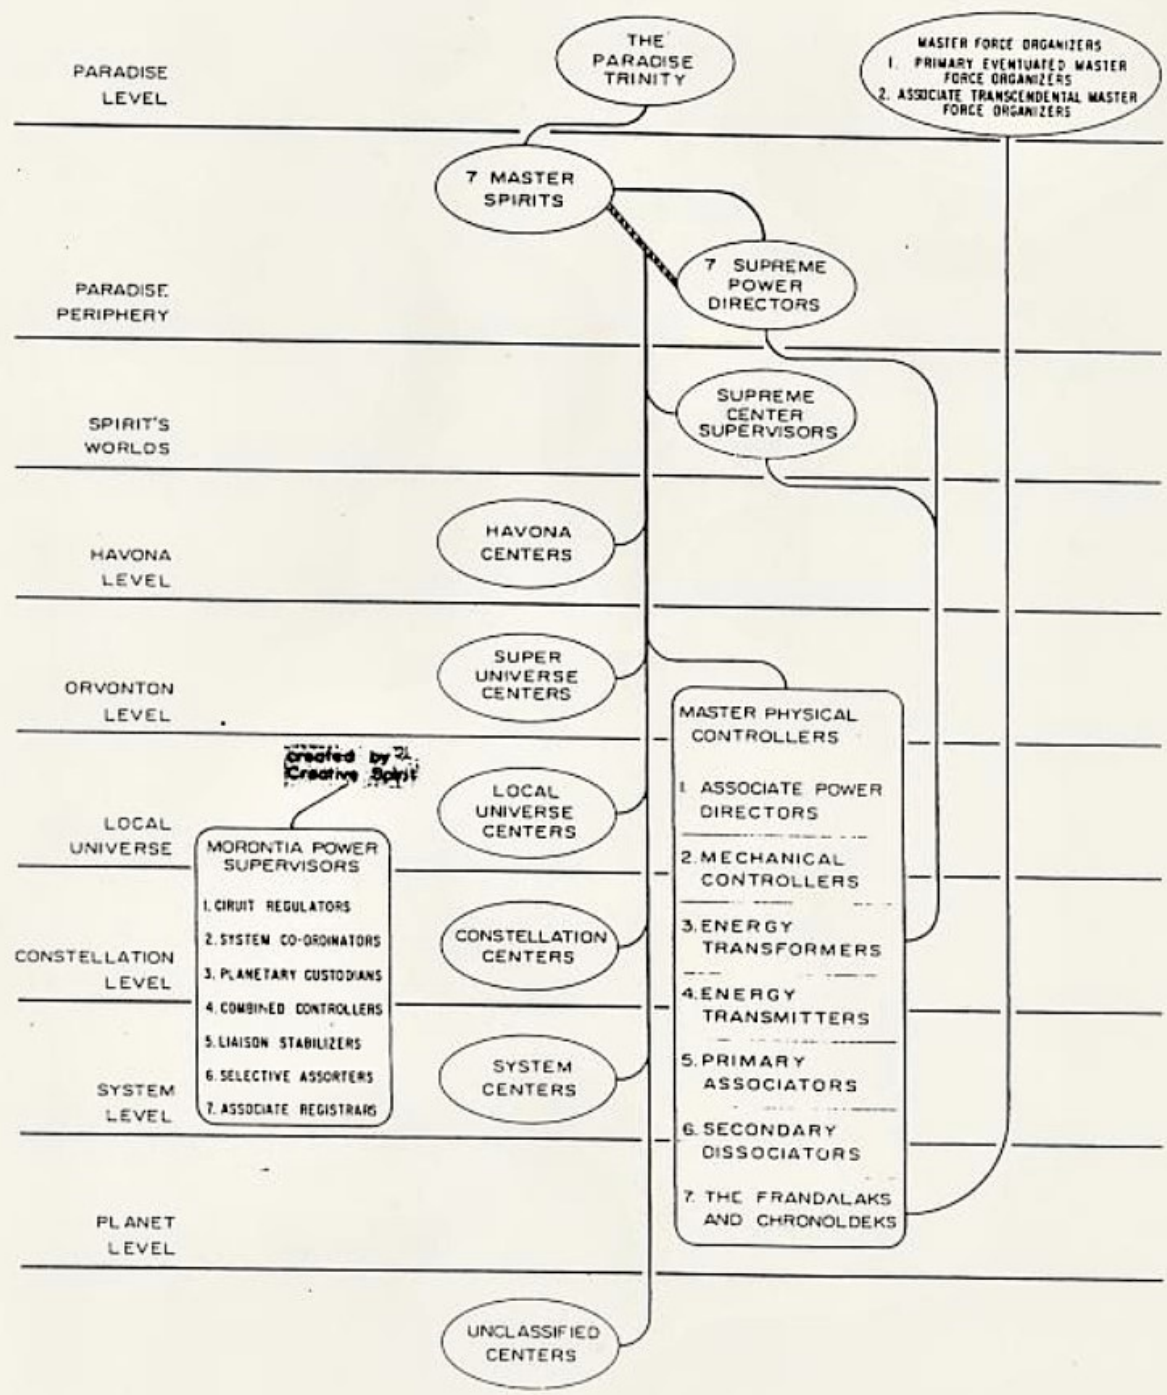 THE
PARADISE
TRINITY
MASTER FORCE ORGANIZERS
1. PRIMARY EVENTUATED MASTER
FORCE ORGANIZERS
2. ASSOCIATE TRANSCENDENTAL MASTER
FORCE ORGANIZERS
PARADISE
LEVEL
7 MASTER
SPIRITS
7 SUPREME
POWER
DIRECTORS
PARADISE
PERIPHERY
SUPREME
CENTER
SUPERVISORS
SPIRIT'S
WORLDS
HAVONA
CENTERS
HAVONA
LEVEL
SUPER
UNIVERSE
CENTERS
ORVONTON
LEVEL
created by
Creative Spirit
LOCAL
UNIVERSE
CENTERS
LOCAL
UNIVERSE
MORONTIA POWER
SUPERVISORS
1. CIRUIT REGULATORS
2. SYSTEM CO-ORDINATORS
3. PLANETARY CUSTODIANS
4. COMBINED CONTROLLERS
5. LIAISON STABILIZERS
6. SELECTIVE ASSORTERS
7. ASSOCIATE REGISTRARS
CONSTELLATION
CENTERS
CONSTELLATION
LEVEL
SYSTEM
CENTERS
SYSTEM
LEVEL
MASTER PHYSICAL
CONTROLLERS
1. ASSOCIATE POWER
DIRECTORS
2. MECHANICAL
CONTROLLERS
3. ENERGY
TRANSFORMERS
4. ENERGY
TRANSMITTERS
5. PRIMARY
ASSOCIATORS
6. SECONDARY
DISSOCIATORS
7. THE FRANDALAKS
AND CHRONOLDEKS
PLANET
LEVEL
UNCLASSIFIED
CENTERS